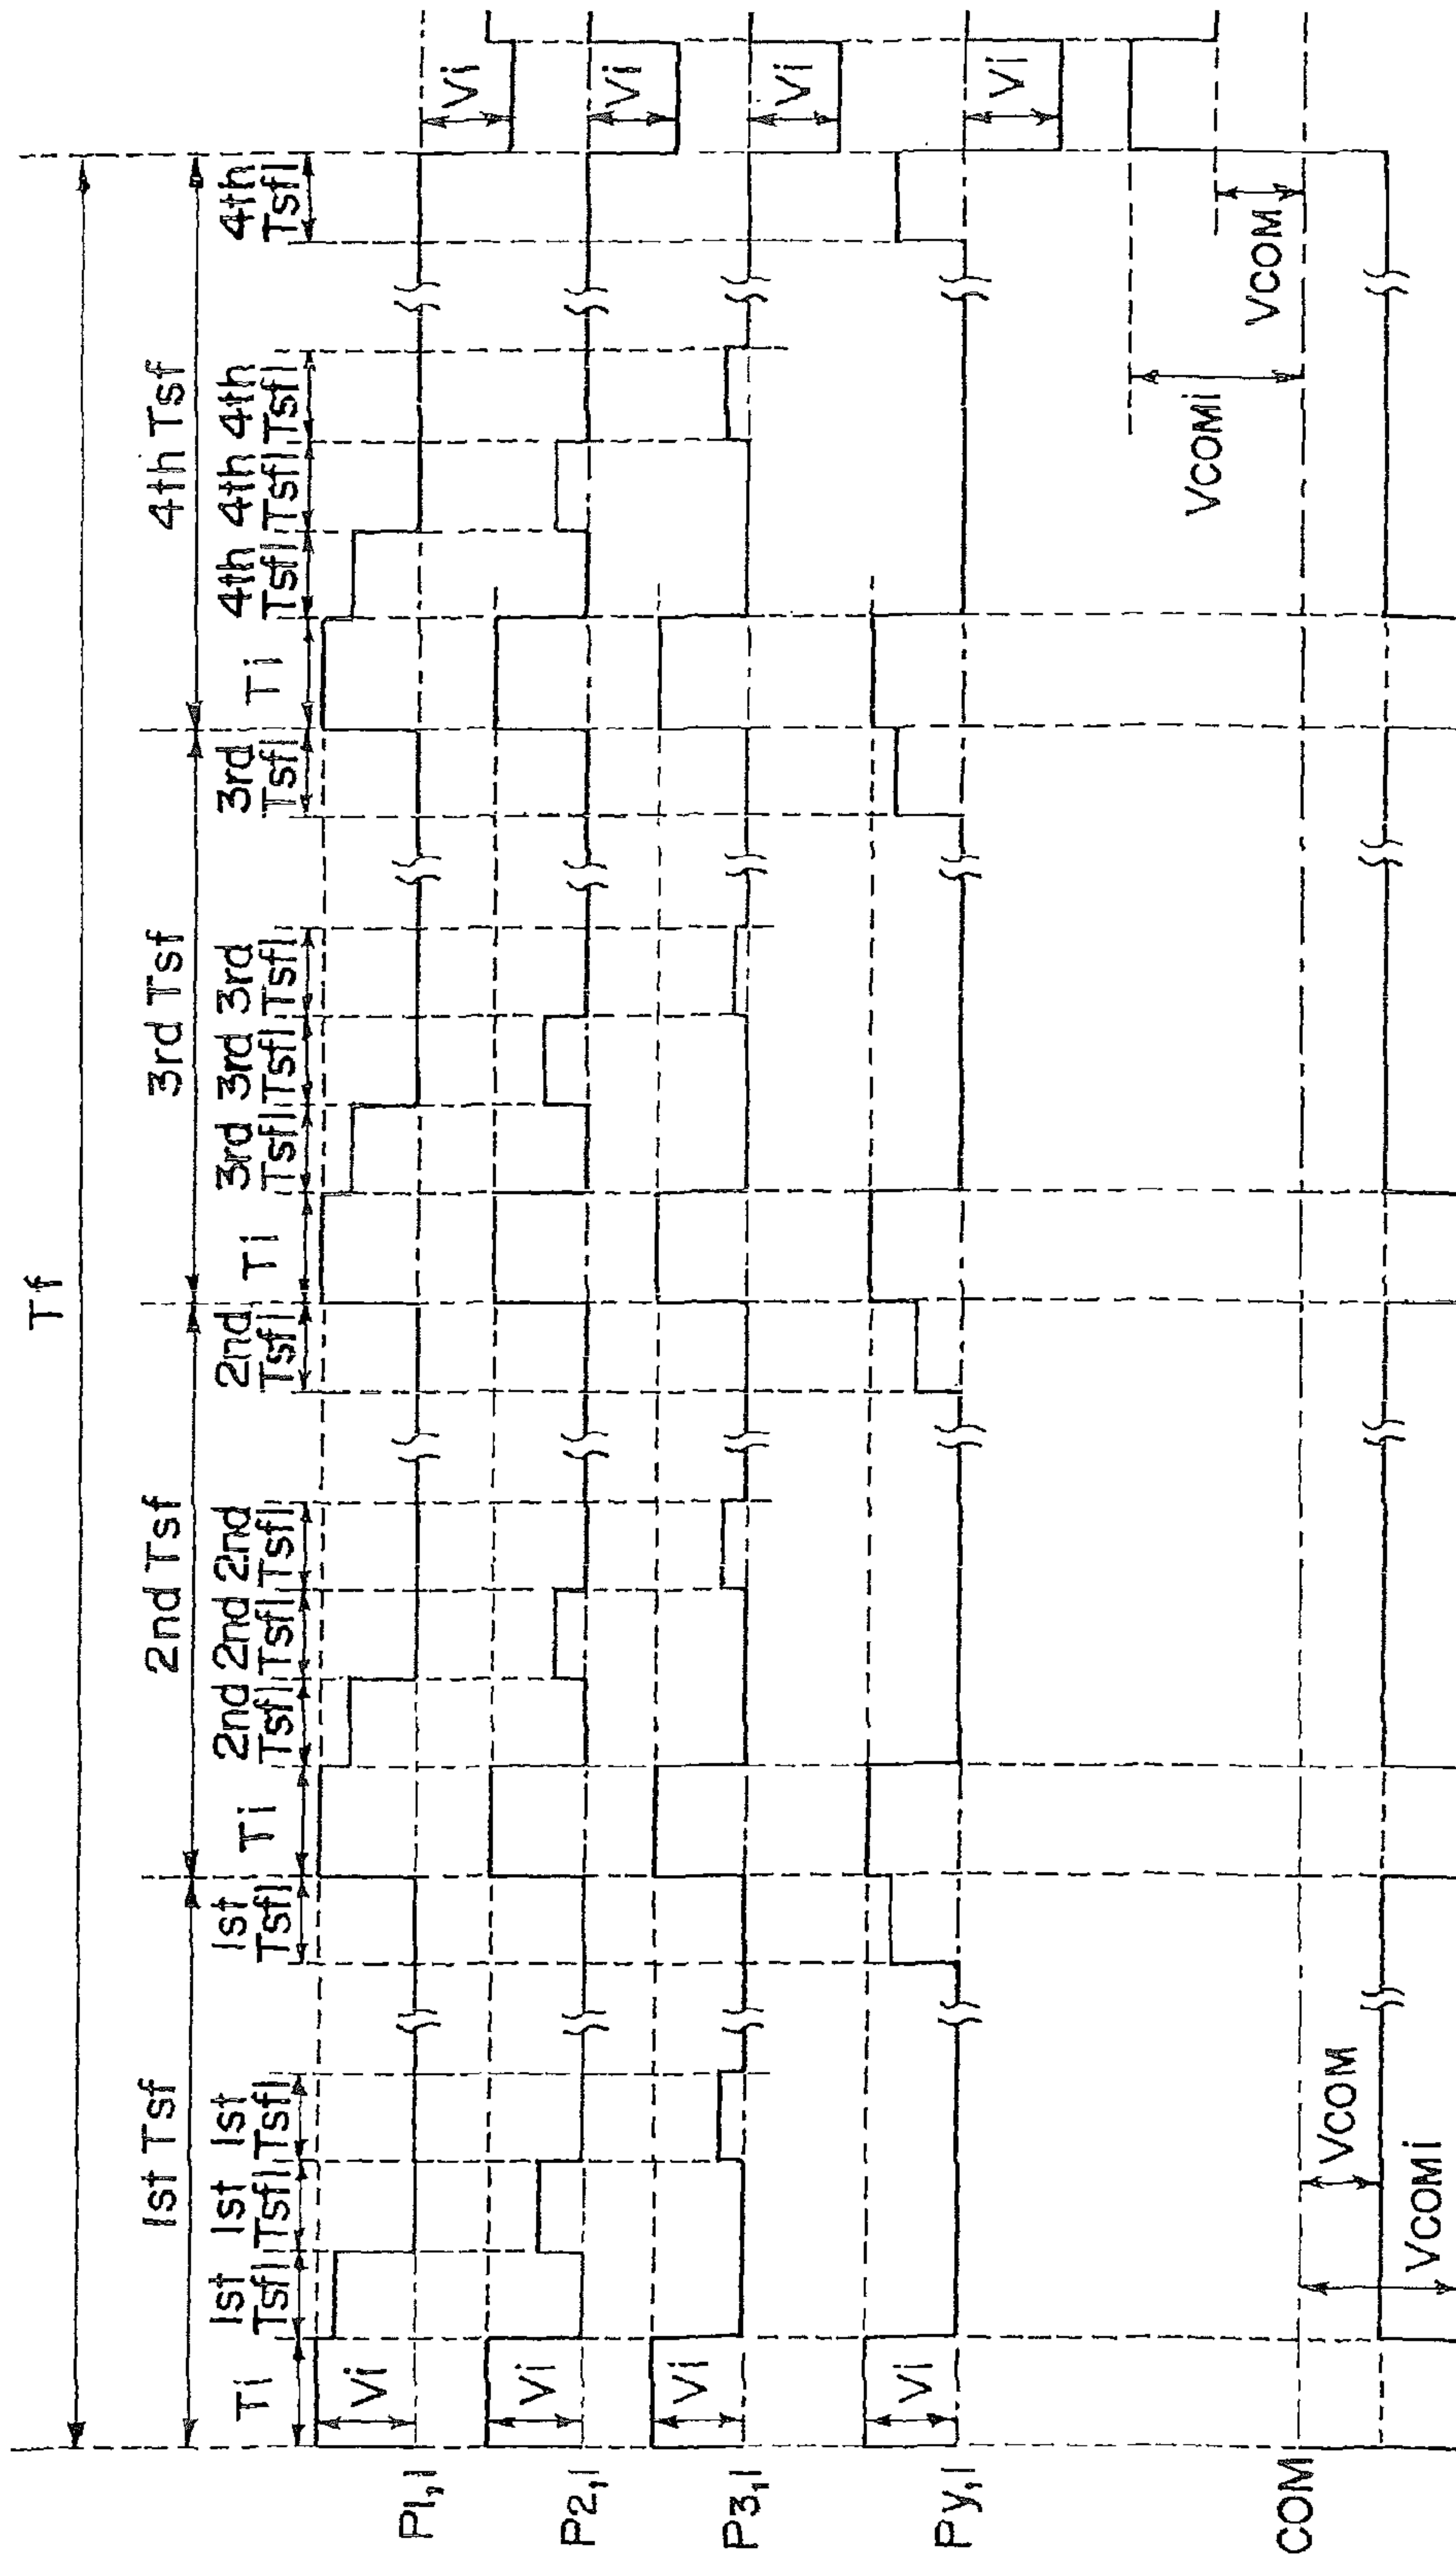 Tf
1st Tsf 2nd Tsf 3rd Tsf 4th Tsf
Ti 1st Tsfl 1st Tsfl 1st Tsfl 1st Tsfl Ti 2nd Tsfl 2nd Tsfl 2nd Tsfl 2nd Tsfl Ti 3rd Tsfl 3rd Tsfl 3rd Tsfl 3rd Tsfl Ti 4th Tsfl 4th Tsfl 4th Tsfl 4th Tsfl
P1,1 Vi Vi
P2,1 Vi Vi
P3,1 Vi Vi
Py,1 Vi Vi
VCOMi VCOM
COM
VCOM
VCOMi